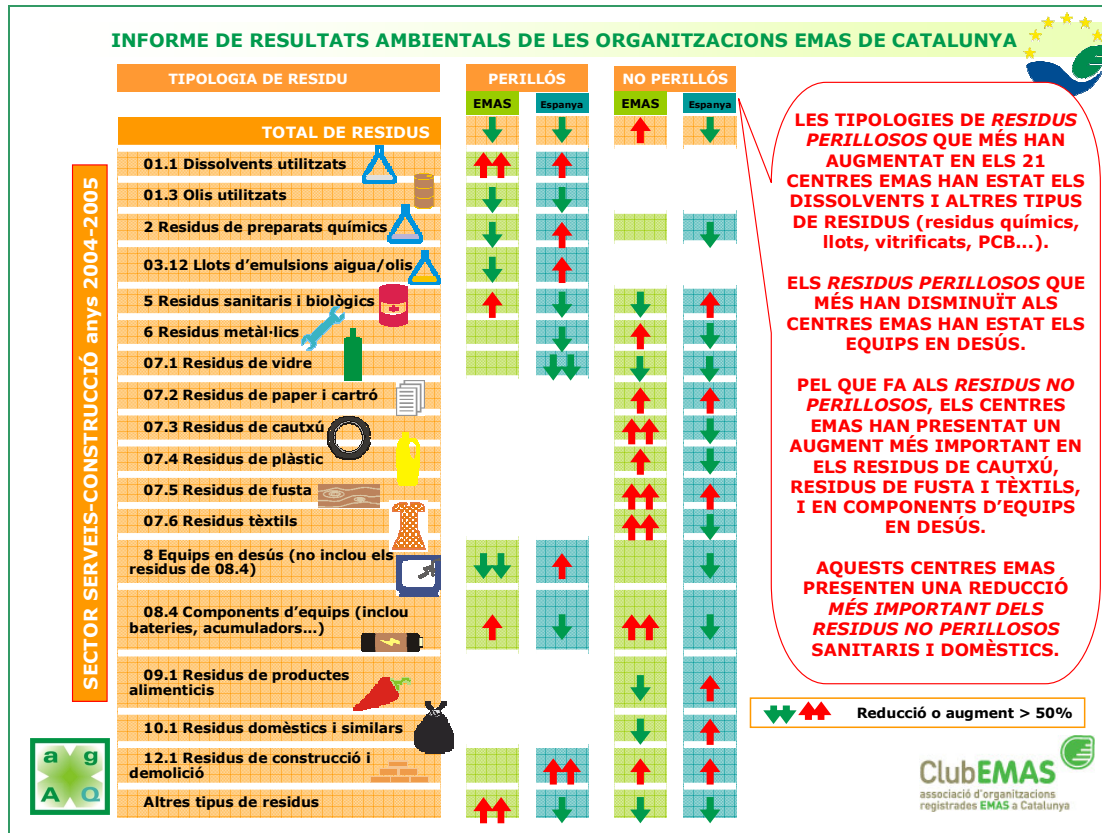 INFORME DE RESULTATS AMBIENTALS DE LES ORGANITZACIONS EMAS DE CATALUNYA
TIPOLOGIA DE RESIDU
PERILLÓS
NO PERILLÓS
EMAS
Espanya
EMAS
Espanya
TOTAL DE RESIDUS
SECTOR SERVEIS-CONSTRUCCIÓ anys 2004-2005
01.1 Dissolvents utilitzats
01.3 Olis utilitzats
2 Residus de preparats químics
03.12 Llots d'emulsions aigua/olis
5 Residus sanitaris i biològics
6 Residus metàl·lics
07.1 Residus de vidre
07.2 Residus de paper i cartró
07.3 Residus de cautxú
07.4 Residus de plàstic
07.5 Residus de fusta
07.6 Residus tèxtils
8 Equips en desús (no inclou els
residus de 08.4)
08.4 Components d'equips (inclou
bateries, acumuladors...)
09.1 Residus de productes
alimenticis
10.1 Residus domèstics i similars
12.1 Residus de construcció i
demolició
Altres tipus de residus
LES TIPOLOGIES DE RESIDUS
PERILLOSOS QUE MÉS HAN
AUGMENTAT EN ELS 21
CENTRES EMAS HAN ESTAT ELS
DISSOLVENTS I ALTRES TIPUS
DE RESIDUS (residus químics,
llots, vitrificats, PCB...).
ELS RESIDUS PERILLOSOS QUE
MÉS HAN DISMINUÏT ALS
CENTRES EMAS HAN ESTAT ELS
EQUIPS EN DESÚS.
PEL QUE FA ALS RESIDUS NO
PERILLOSOS, ELS CENTRES
EMAS HAN PRESENTAT UN
AUGMENT MÉS IMPORTANT EN
ELS RESIDUS DE CAUTXÚ,
RESIDUS DE FUSTA I TÈXTILS,
I EN COMPONENTS D'EQUIPS
EN DESÚS.
AQUESTS CENTRES EMAS
PRESENTEN UNA REDUCCIÓ
MÉS IMPORTANT DELS
RESIDUS NO PERILLOSOS
SANITARIS I DOMÈSTICS.
Reducció o augment > 50%
a g
A Q
ClubEMAS
associació d'organitzacions
registrades EMAS a Catalunya